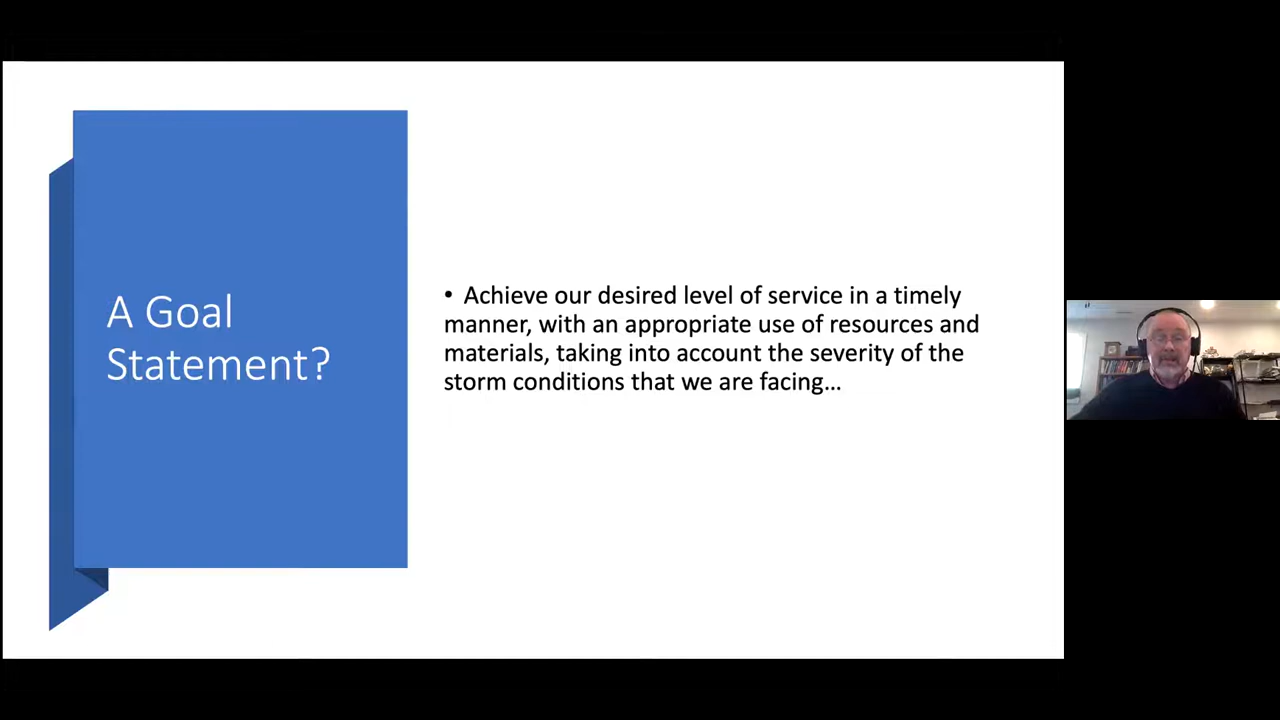 A Goal
Statement?
• Achieve our desired level of service in a timely
manner, with an appropriate use of resources and
materials, taking into account the severity of the
storm conditions that we are facing…